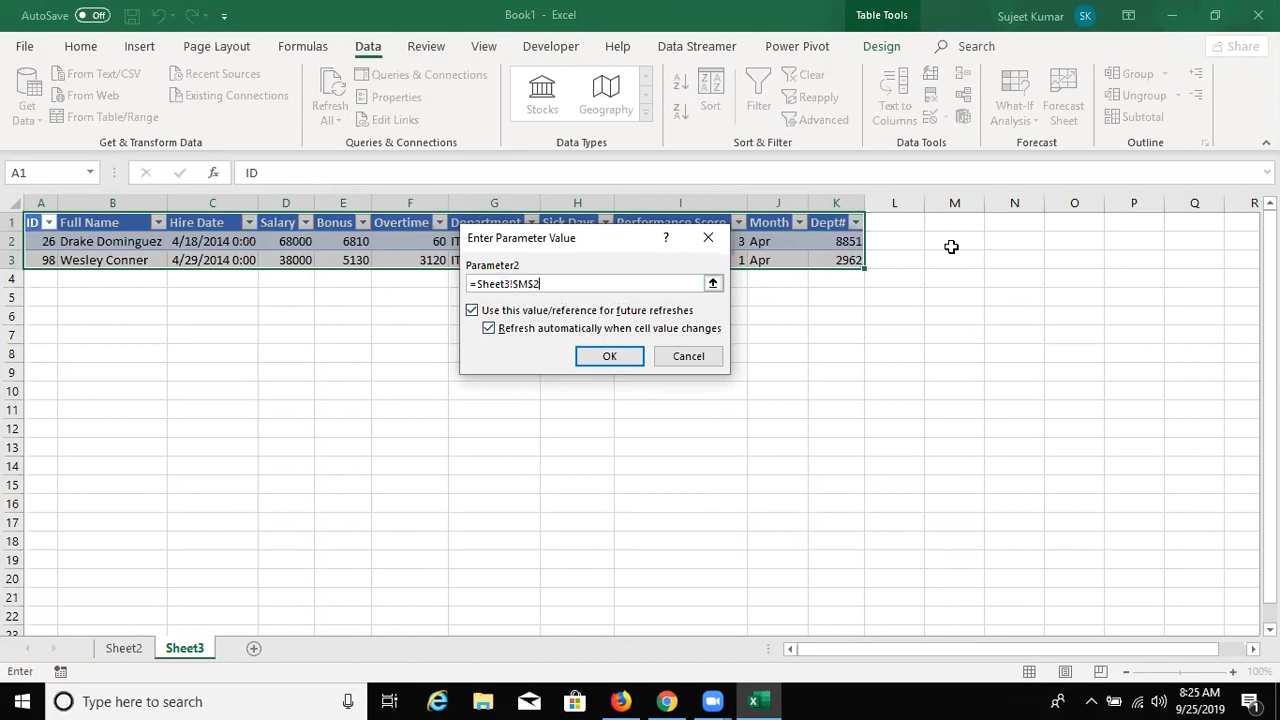 AutoSave Off Book1 - Excel Table Tools Sujeet Kumar SK
File Home Insert Page Layout Formulas Data Review View Developer Help Data Streamer Power Pivot Design Search Share
Get Data
From Text/CSV
From Web
From Table/Range
Recent Sources
Existing Connections
Get & Transform Data
Refresh All
Queries & Connections
Properties
Edit Links
Queries & Connections
Stocks Geography
Data Types
Sort
Filter
Clear
Reapply
Advanced
Sort & Filter
Text to Columns
Data Tools
What-If Analysis
Forecast Sheet
Forecast
Group
Ungroup
Subtotal
Outline
A1 fx ID
A B C D E F G H I J K L M N O P Q R
1 ID Full Name Hire Date Salary Bonus Overtime Department Sick Days Performance Score Month Dept#
2 26 Drake Dominguez 4/18/2014 0:00 68000 6810 60 IT 3 Apr 8851
3 98 Wesley Conner 4/29/2014 0:00 38000 5130 3120 IT 1 Apr 2962
4
5
6
7
8
9
10
11
12
13
14
15
16
17
18
19
20
21
22
23
Enter Parameter Value ?
Parameter2
=Sheet3!$M$2
Use this value/reference for future refreshes
Refresh automatically when cell value changes
OK Cancel
Sheet2 Sheet3
Enter 100%
Type here to search
8:25 AM
9/25/2019
1